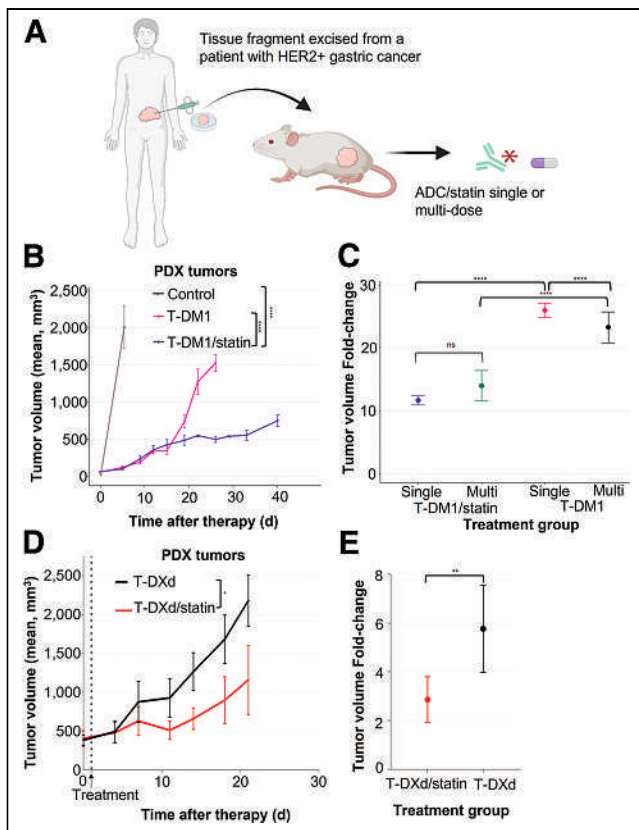 A
Tissue fragment excised from a
patient with HER2+ gastric cancer
ADC/statin single or
multi-dose
B
PDX tumors
Control
T-DM1
T-DM1/statin
****
****
Tumor volume (mean, mm³)
2,500
2,000
1,500
1,000
500
0
0 10 20 30 40
Time after therapy (d)
C
****
****
****
ns
Tumor volume Fold-change
30
20
10
0
Single Multi Single Multi
T-DM1/statin T-DM1
Treatment group
D
PDX tumors
T-DXd
T-DXd/statin
*
Tumor volume (mean, mm³)
2,500
2,000
1,500
1,000
500
0
0 10 20 30
Treatment
Time after therapy (d)
E
**
Tumor volume Fold-change
8
6
4
2
0
T-DXd/statin T-DXd
Treatment group